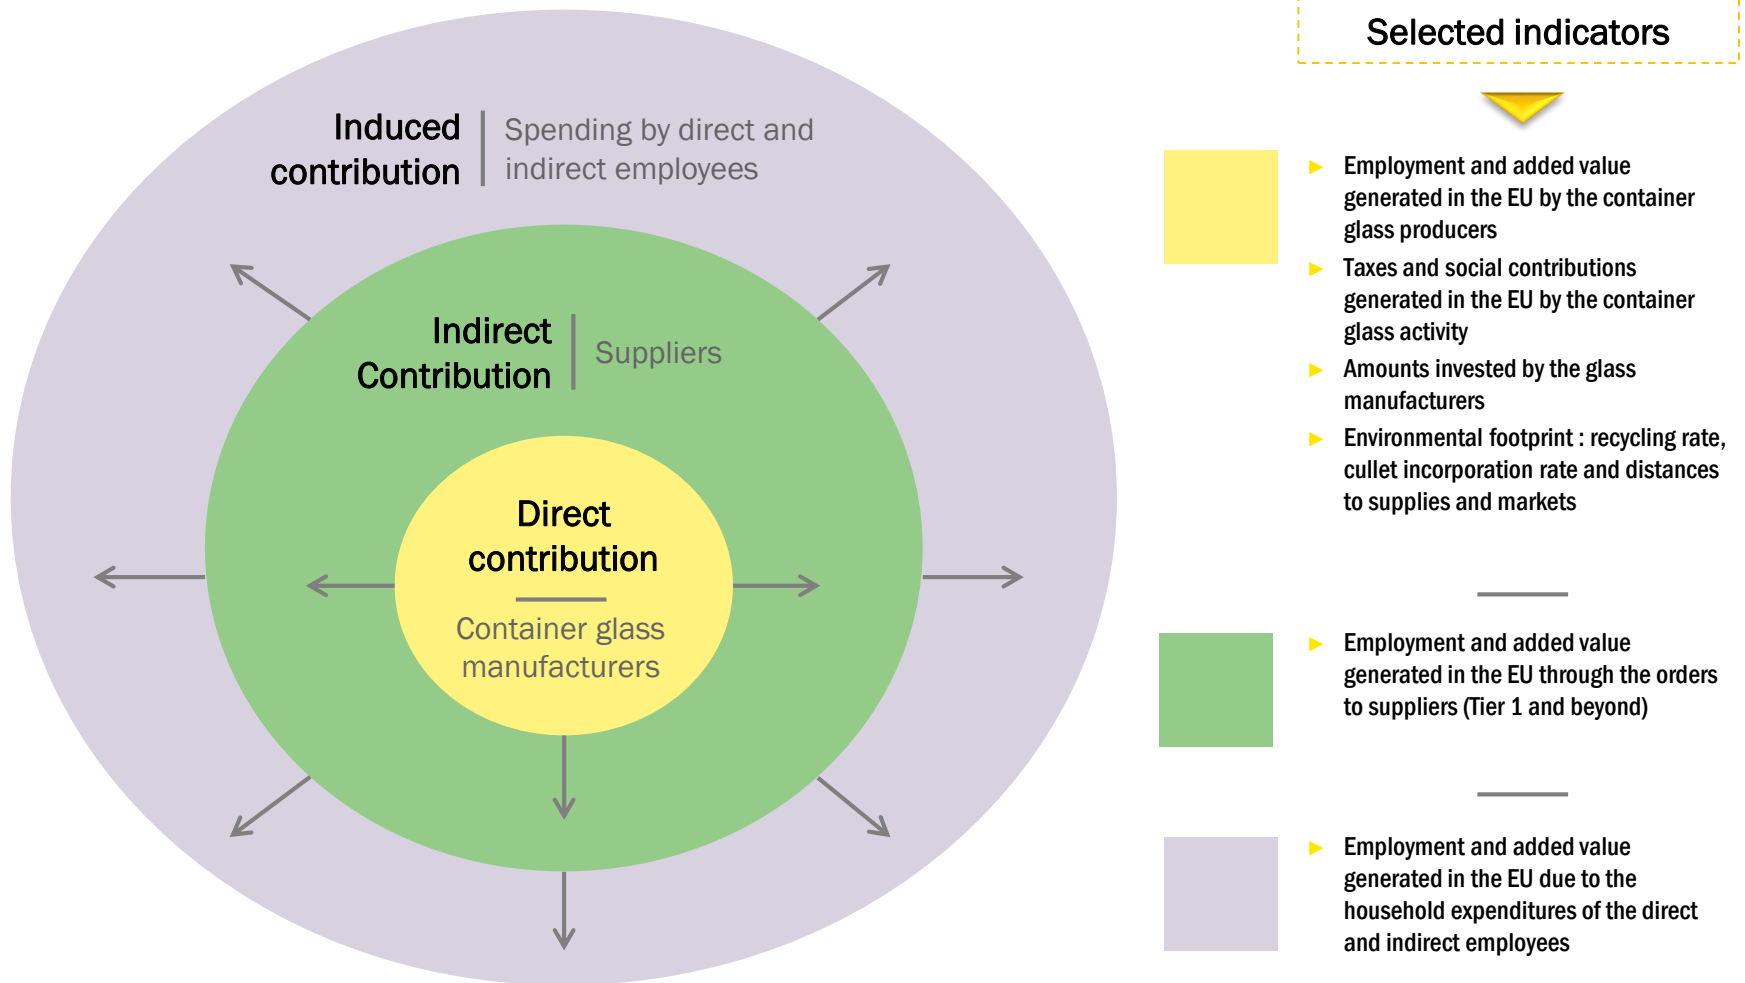 Selected indicators
Induced
contribution
Spending by direct and
indirect employees
Indirect
Contribution
Suppliers
Direct
contribution
Container glass
manufacturers
► Employment and added value
generated in the EU by the container
glass producers
► Taxes and social contributions
generated in the EU by the container
glass activity
► Amounts invested by the glass
manufacturers
► Environmental footprint : recycling rate,
cullet incorporation rate and distances
to supplies and markets
► Employment and added value
generated in the EU through the orders
to suppliers (Tier 1 and beyond)
► Employment and added value
generated in the EU due to the
household expenditures of the direct
and indirect employees